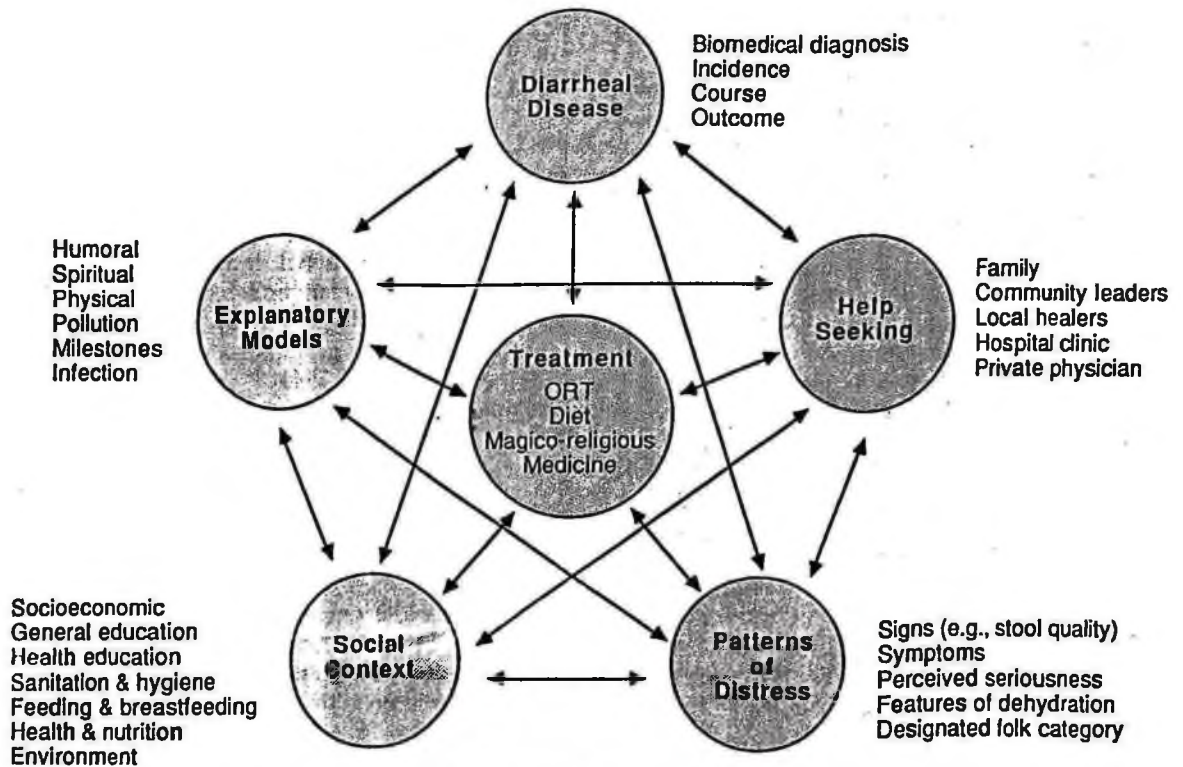 Diarrheal
Disease
Biomedical diagnosis
Incidence
Course
Outcome
Humoral
Spiritual
Physical
Pollution
Milestones
Infection
Explanatory
Models
Help
Seeking
Family
Community leaders
Local healers
Hospital clinic
Private physician
Treatment
ORT
Diet
Magico-religious
Medicine
Socioeconomic
General education
Health education
Sanitation & hygiene
Feeding & breastfeeding
Health & nutrition
Environment
Social
Context
Patterns
of
Distress
Signs (e.g., stool quality)
Symptoms
Perceived seriousness
Features of dehydration
Designated folk category